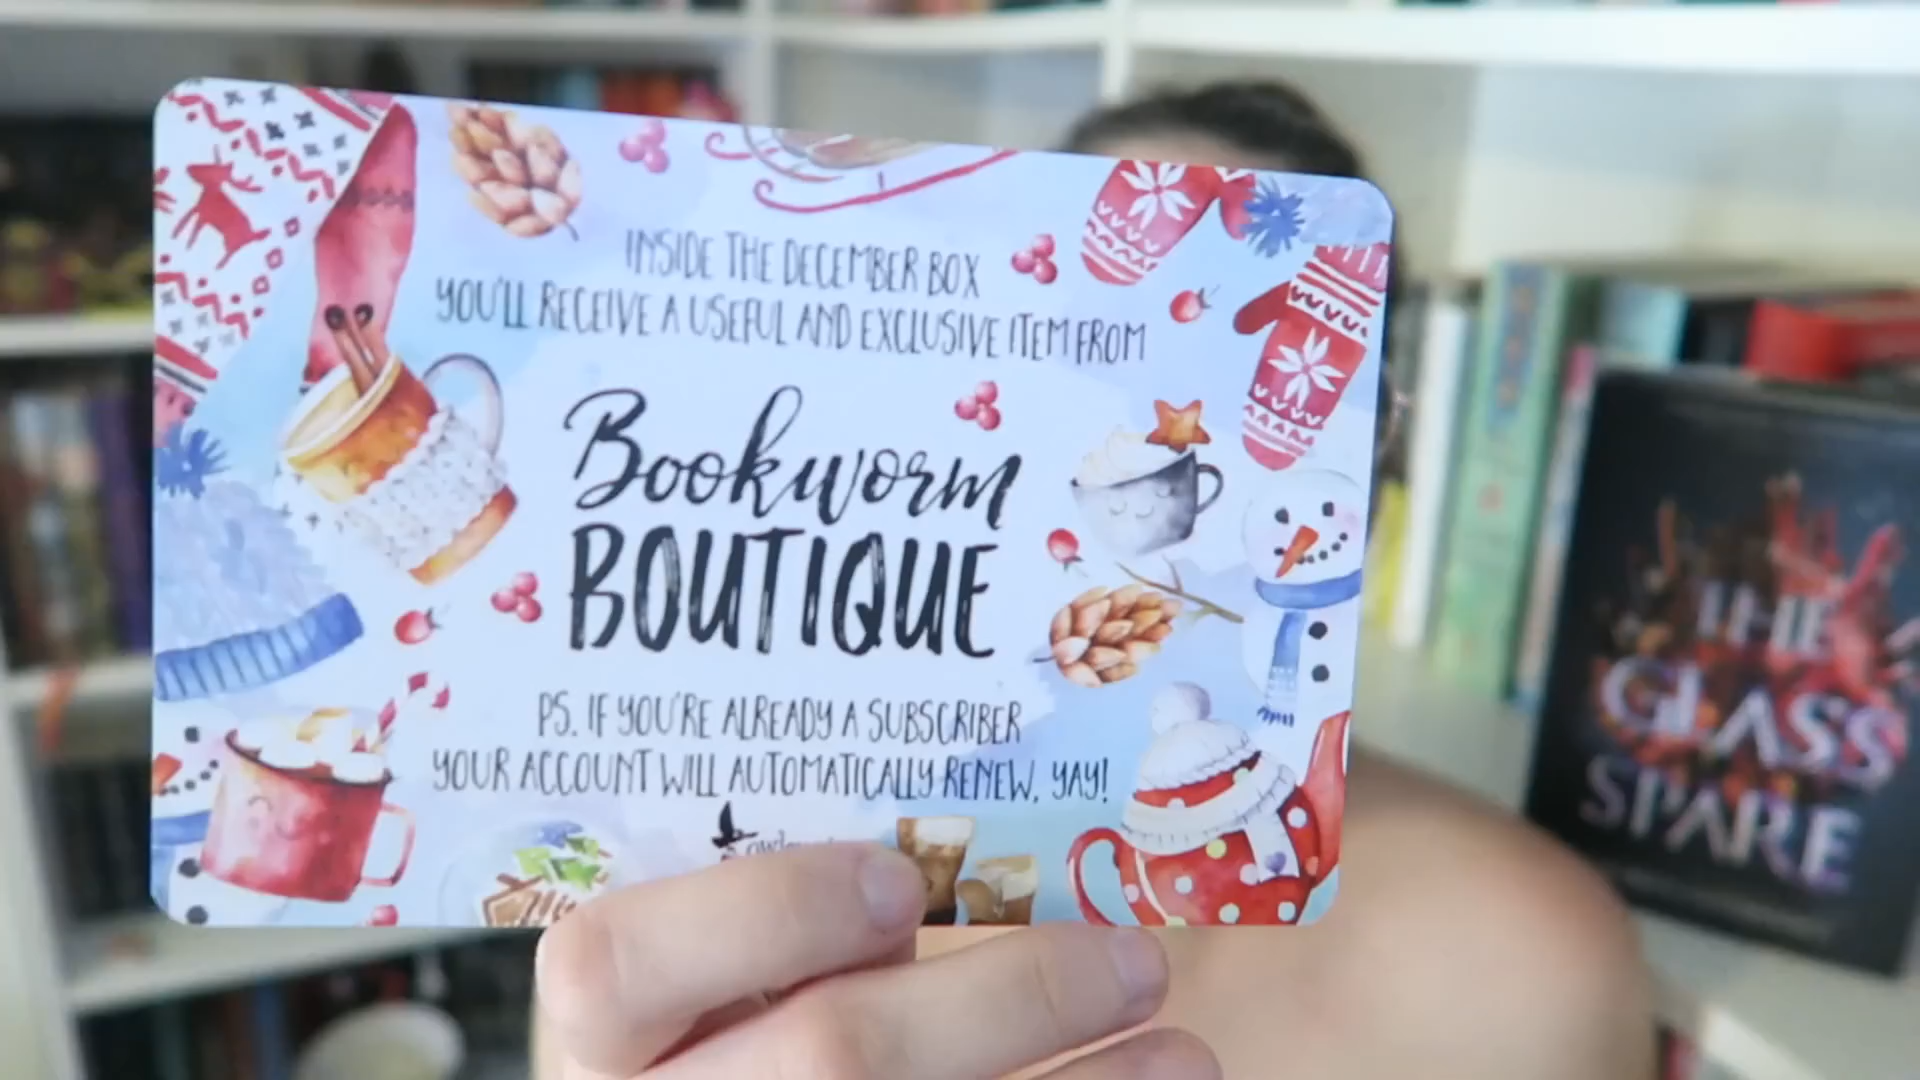 INSIDE THE DECEMBER BOX
YOU'LL RECEIVE A USEFUL AND EXCLUSIVE ITEM FROM
Bookworm
BOUTIQUE
PS. IF YOU'RE ALREADY A SUBSCRIBER
YOUR ACCOUNT WILL AUTOMATICALLY RENEW, YAY!
THE
GLASS
SPARE